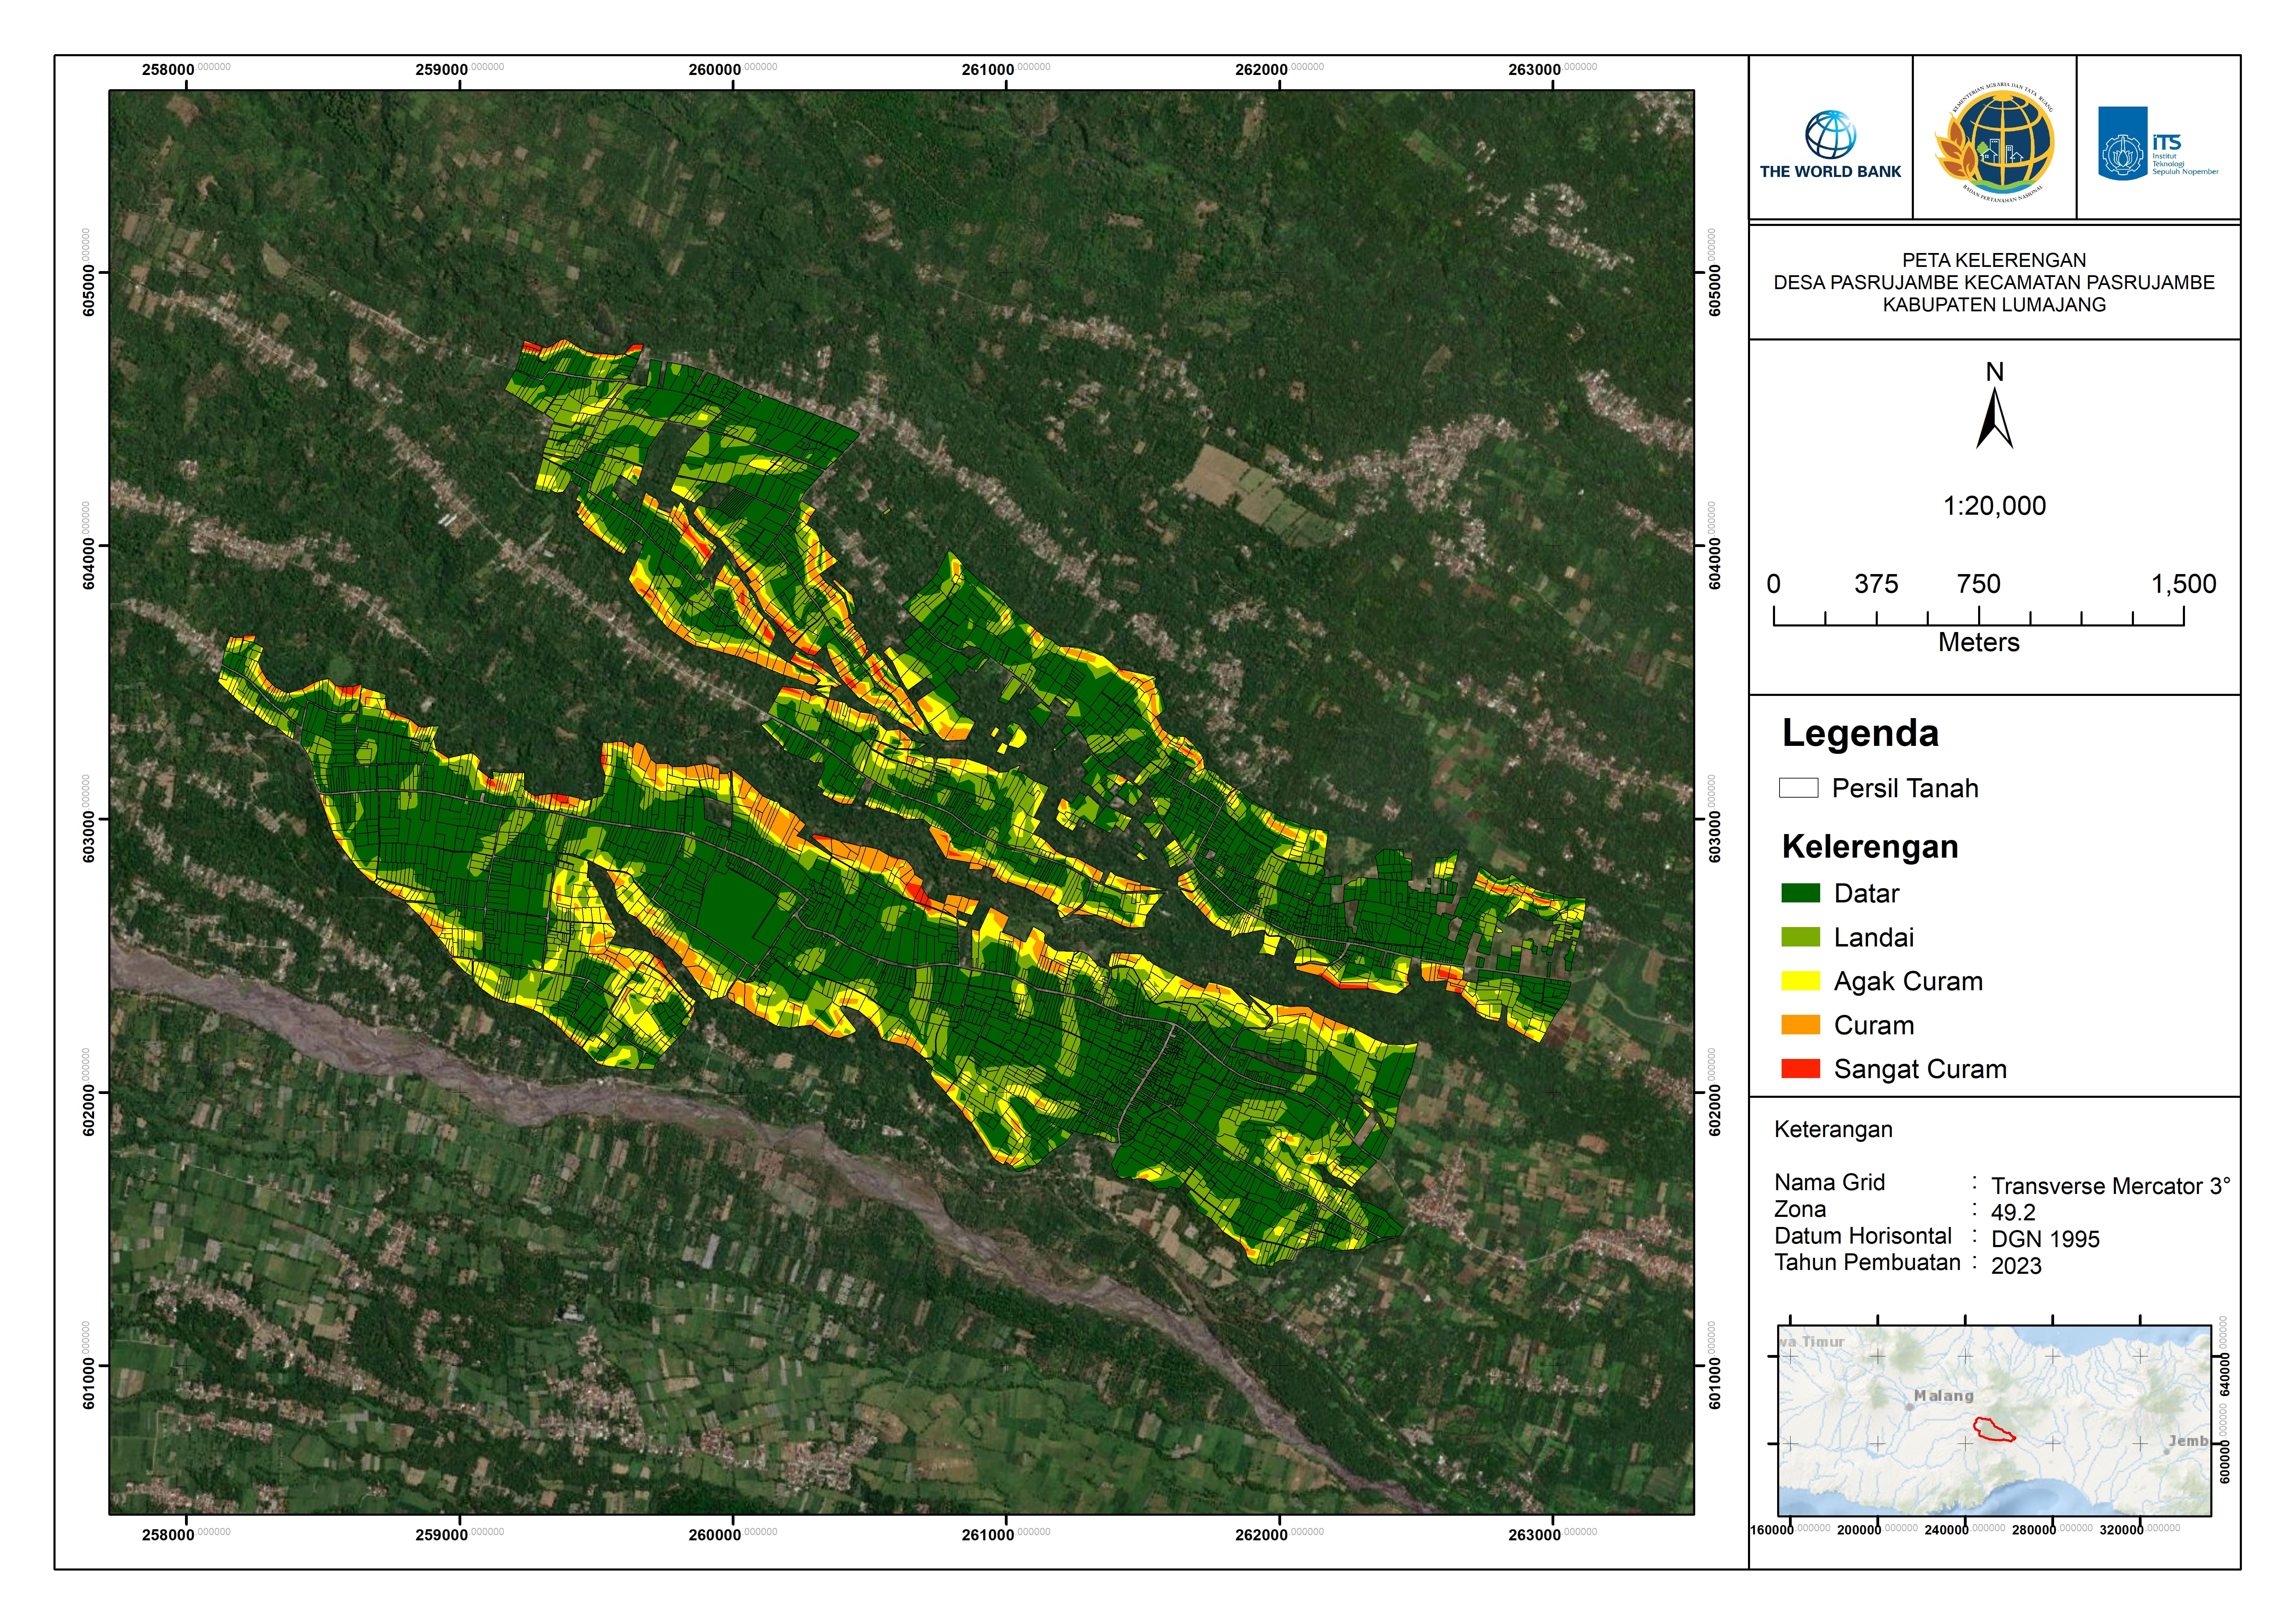 258000.000000 259000.000000 260000.000000 261000.000000 262000.000000 263000.000000
605000.000000
604000.000000
603000.000000
602000.000000
601000.000000
605000.000000
604000.000000
603000.000000
602000.000000
601000.000000
258000.000000 259000.000000 260000.000000 261000.000000 262000.000000 263000.000000
THE WORLD BANK
KEMENTERIAN AGRARIA DAN TATA RUANG
BADAN PERTANAHAN NASIONAL
iTS
Institut
Teknologi
Sepuluh Nopember
PETA KELERENGAN
DESA PASRUJAMBE KECAMATAN PASRUJAMBE
KABUPATEN LUMAJANG
N
1:20,000
0 375 750 1,500
Meters
Legenda
Persil Tanah
Kelerengan
Datar
Landai
Agak Curam
Curam
Sangat Curam
Keterangan
Nama Grid : Transverse Mercator 3°
Zona : 49.2
Datum Horisontal : DGN 1995
Tahun Pembuatan : 2023
wa Timur
Malang
Jemb
640000.000000
600000.000000
160000.000000 200000.000000 240000.000000 280000.000000 320000.000000